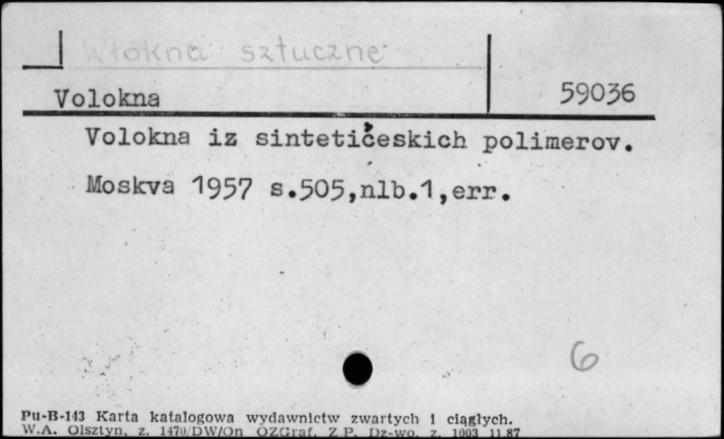 Włókna sztuczne
Volokna 59036
Volokna iz sintetičeskich polimerov.
Moskva 1957 s.505,nlb.1,err.
6
Pu-B-143 Karta katalogowa wydawnictw zwartych i ciągłych.
W.A. Olsztyn, z. 1470/DW/On OZGraf. Z.P. Dz-wo, z. 1003 11.87